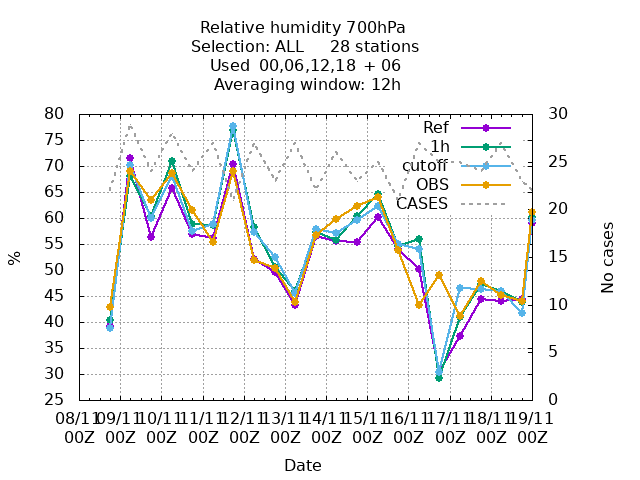 Relative humidity 700hPa
Selection: ALL 28 stations
Used 00,06,12,18 + 06
Averaging window: 12h
80
75
70
65
60
55
50
45
40
35
30
25
%
30
25
20
15
10
5
0
No cases
Ref
1h
cutoff
OBS
CASES
08/11 09/11 10/11 11/11 12/11 13/11 14/11 15/11 16/11 17/11 18/11 19/11
00Z 00Z 00Z 00Z 00Z 00Z 00Z 00Z 00Z 00Z 00Z 00Z
Date